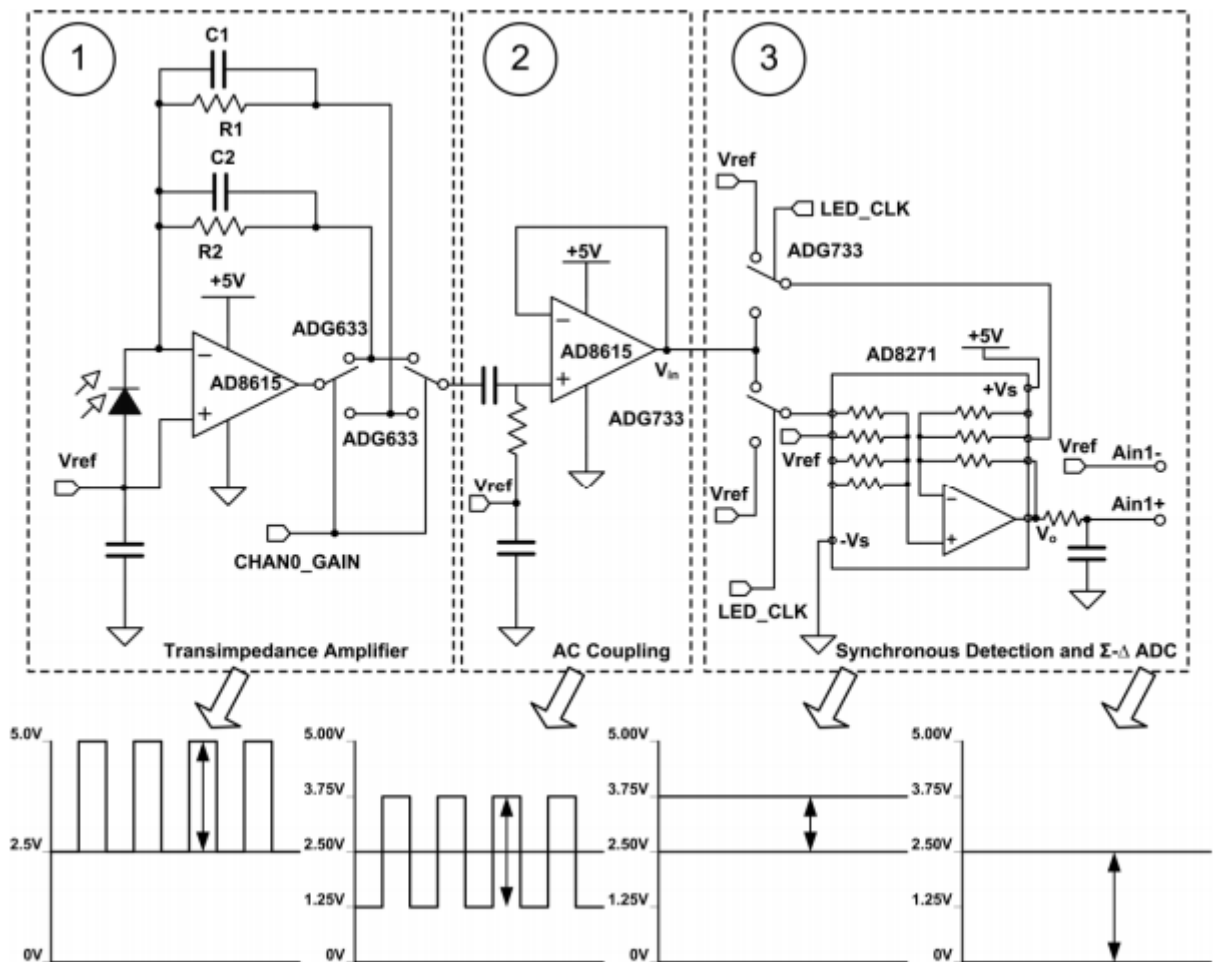 1
C1
R1
C2
R2
+5V
AD8615
Vref
ADG633
ADG633
CHAN0_GAIN
Transimpedance Amplifier
2
+5V
AD8615
Vin
ADG733
Vref
AC Coupling
3
Vref
LED_CLK
ADG733
+5V
AD8271
+Vs
Vref
Vref
Ain1-
Ain1+
Vo
-Vs
Vref
LED_CLK
Synchronous Detection and Σ-Δ ADC
5.0V
2.5V
0V
5.00V
3.75V
2.50V
1.25V
0V
5.00V
3.75V
2.50V
1.25V
0V
5.00V
3.75V
2.50V
1.25V
0V